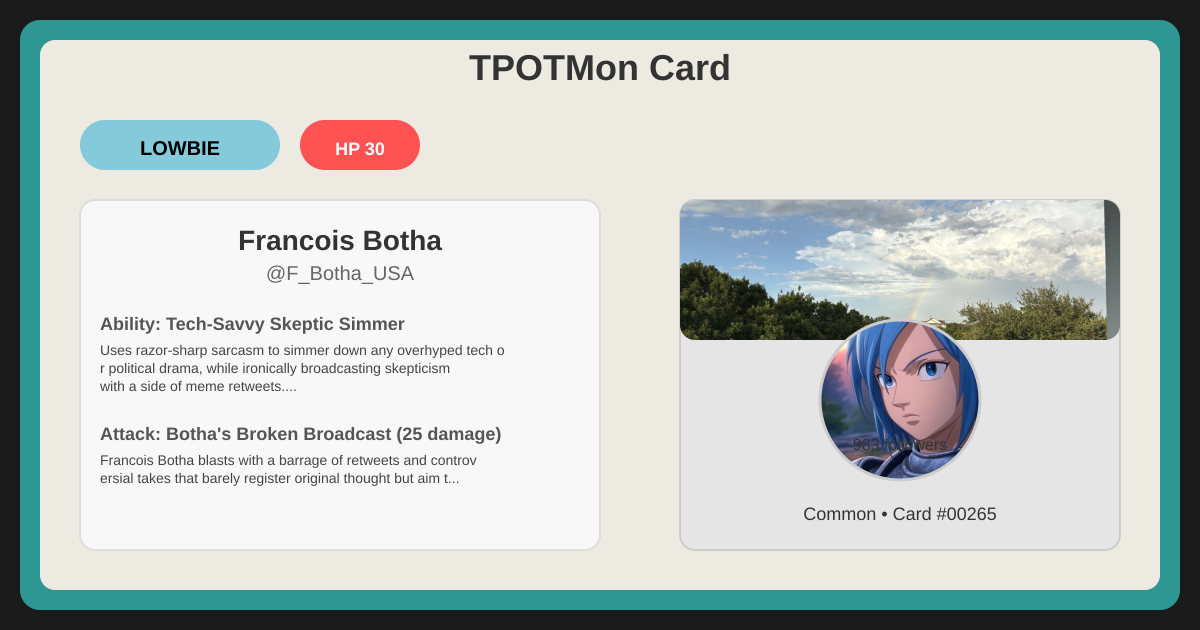 TPOTMon Card
LOWBIE
HP 30
Francois Botha
@F_Botha_USA
Ability: Tech-Savvy Skeptic Simmer
Uses razor-sharp sarcasm to simmer down any overhyped tech o
r political drama, while ironically broadcasting skepticism
with a side of meme retweets....
Attack: Botha's Broken Broadcast (25 damage)
Francois Botha blasts with a barrage of retweets and controv
ersial takes that barely register original thought but aim t...
followers
Common • Card #00265